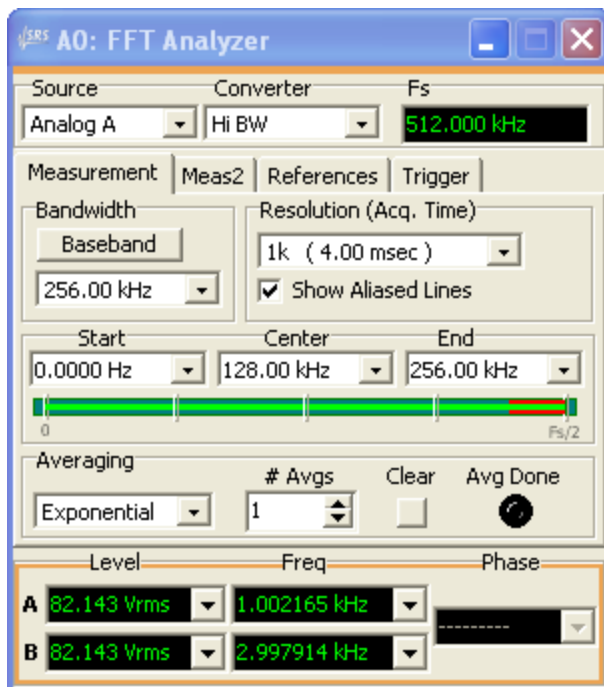 SRS A0: FFT Analyzer
Source Converter Fs
Analog A Hi BW 512.000 kHz
Measurement Meas2 References Trigger
Bandwidth Resolution (Acq. Time)
Baseband
1k ( 4.00 msec )
256.00 kHz Show Aliased Lines
Start Center End
0.0000 Hz 128.00 kHz 256.00 kHz
0 Fs/2
Averaging # Avgs Clear Avg Done
Exponential 1
Level Freq Phase
A 82.143 Vrms 1.002165 kHz
---------
B 82.143 Vrms 2.997914 kHz